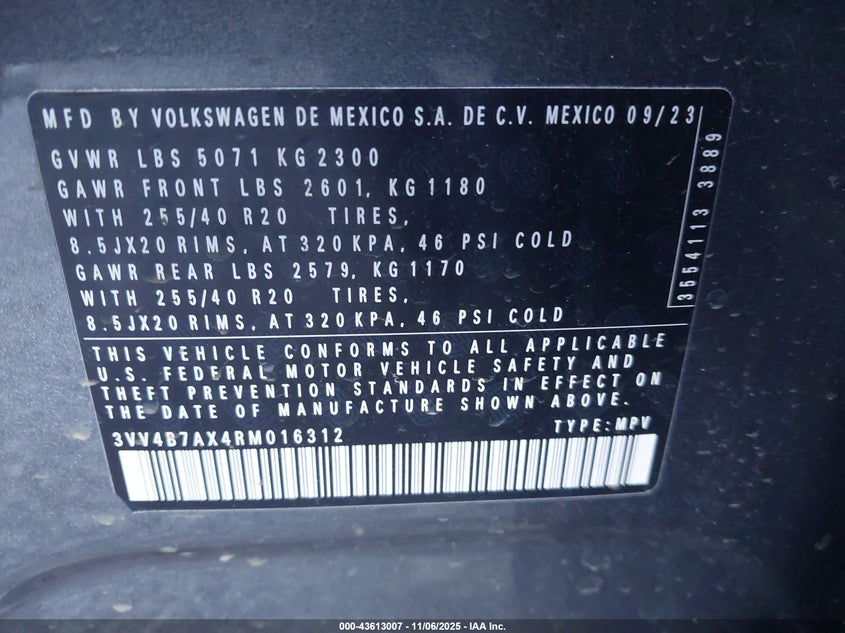 MFD BY VOLKSWAGEN DE MEXICO S.A. DE C.V. MEXICO 09/23
GVWR LBS 5071 KG 2300
GAWR FRONT LBS 2601, KG 1180
WITH 255/40 R20 TIRES,
8.5JX20 RIMS, AT 320 KPA, 46 PSI COLD
GAWR REAR LBS 2579, KG 1170
WITH 255/40 R20 TIRES,
8.5JX20 RIMS, AT 320 KPA, 46 PSI COLD
3554113 3889
THIS VEHICLE CONFORMS TO ALL APPLICABLE
U.S. FEDERAL MOTOR VEHICLE SAFETY AND
THEFT PREVENTION STANDARDS IN EFFECT ON
THE DATE OF MANUFACTURE SHOWN ABOVE.
3VV4B7AX4RM016312 TYPE: MPV
000-43613007 - 11/06/2025 - IAA Inc.